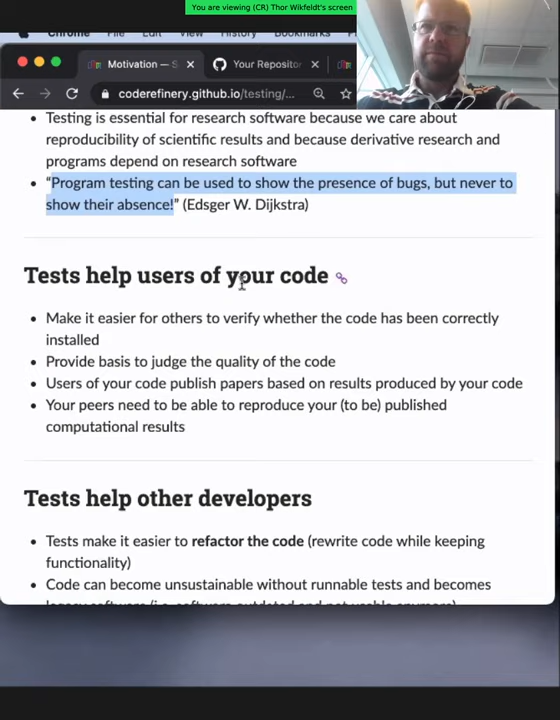 You are viewing (CR) Thor Wikfeldt's screen
Chrome File Edit View History Bookmarks
Motivation — S
Your Repositor
coderefinery.github.io/testing/...
• Testing is essential for research software because we care about
reproducibility of scientific results and because derivative research and
programs depend on research software
• “Program testing can be used to show the presence of bugs, but never to
show their absence!” (Edsger W. Dijkstra)
Tests help users of your code
• Make it easier for others to verify whether the code has been correctly
installed
• Provide basis to judge the quality of the code
• Users of your code publish papers based on results produced by your code
• Your peers need to be able to reproduce your (to be) published
computational results
Tests help other developers
• Tests make it easier to refactor the code (rewrite code while keeping
functionality)
• Code can become unsustainable without runnable tests and becomes